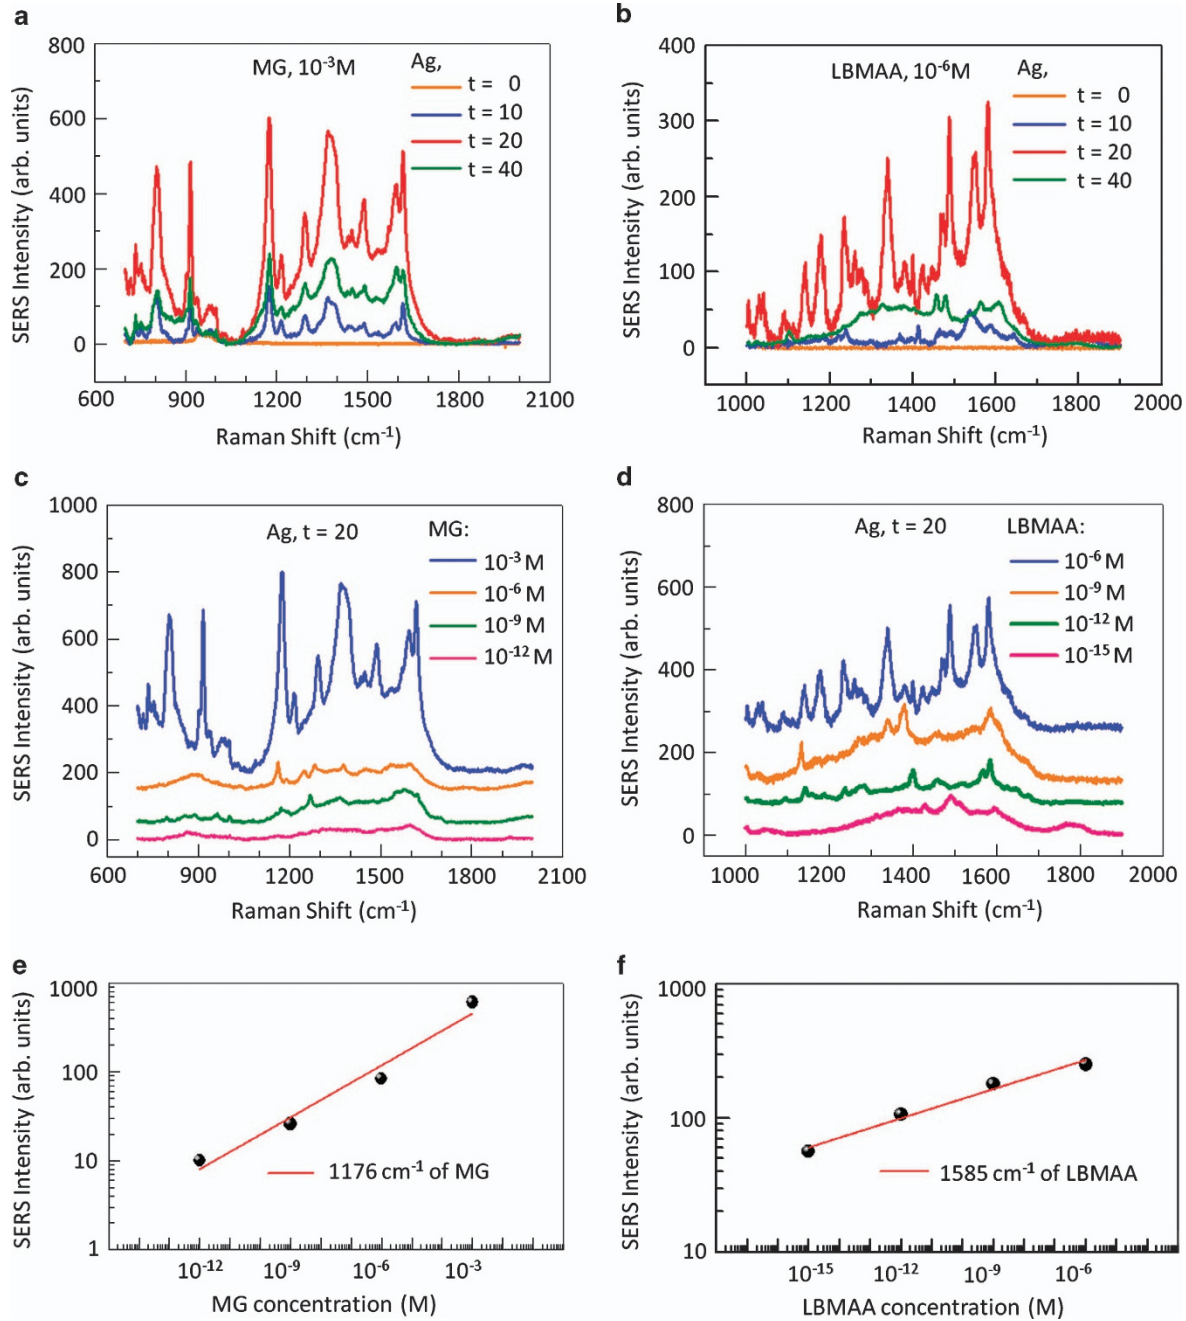 a
800
600
400
200
0
SERS Intensity (arb. units)
MG, 10⁻³M
Ag,
t = 0
t = 10
t = 20
t = 40
600 900 1200 1500 1800 2100
Raman Shift (cm⁻¹)
b
400
300
200
100
0
SERS Intensity (arb. units)
LBMAA, 10⁻⁶M
Ag,
t = 0
t = 10
t = 20
t = 40
1000 1200 1400 1600 1800 2000
Raman Shift (cm⁻¹)
c
1000
800
600
400
200
0
SERS Intensity (arb. units)
Ag, t = 20
MG:
10⁻³ M
10⁻⁶ M
10⁻⁹ M
10⁻¹² M
600 900 1200 1500 1800 2100
Raman Shift (cm⁻¹)
d
800
600
400
200
0
SERS Intensity (arb. units)
Ag, t = 20
LBMAA:
10⁻⁶ M
10⁻⁹ M
10⁻¹² M
10⁻¹⁵ M
1000 1200 1400 1600 1800 2000
Raman Shift (cm⁻¹)
e
1000
100
10
1
SERS Intensity (arb. units)
1176 cm⁻¹ of MG
10⁻¹² 10⁻⁹ 10⁻⁶ 10⁻³
MG concentration (M)
f
1000
100
10
SERS Intensity (arb. units)
1585 cm⁻¹ of LBMAA
10⁻¹⁵ 10⁻¹² 10⁻⁹ 10⁻⁶
LBMAA concentration (M)